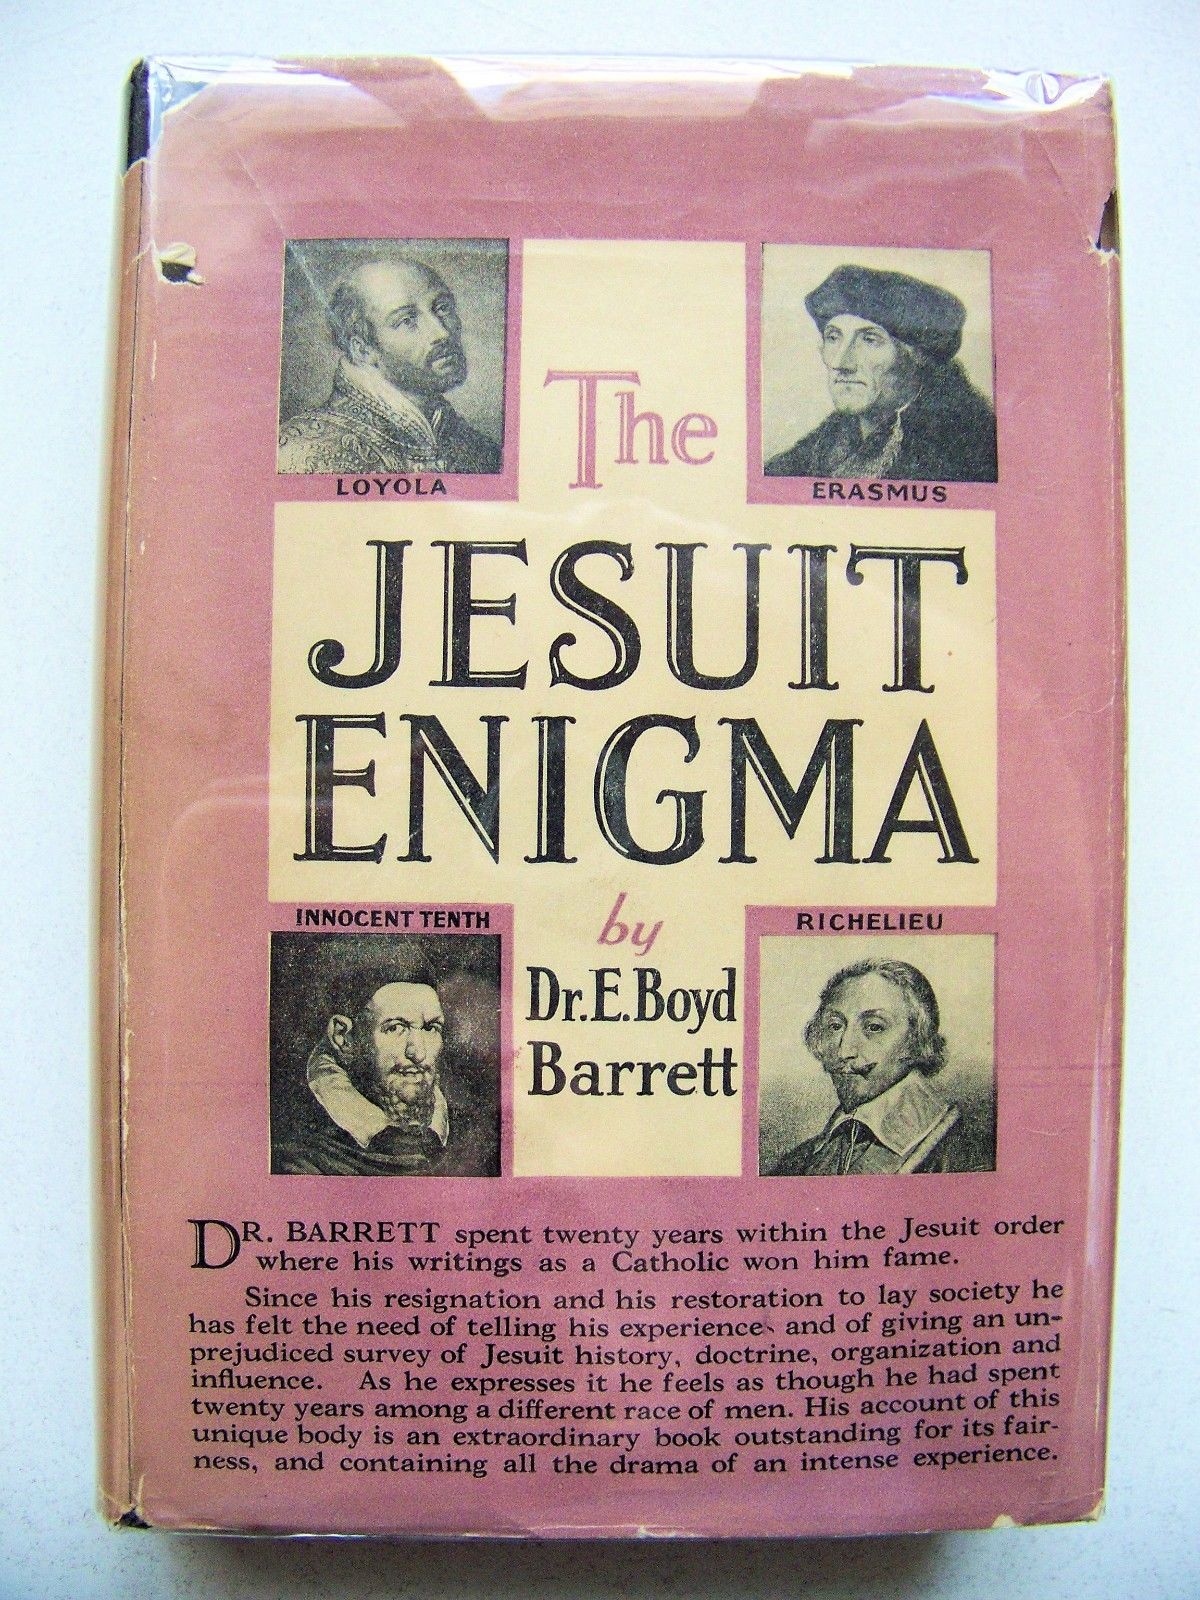 LOYOLA
ERASMUS
The
JESUIT
ENIGMA
INNOCENT TENTH
RICHELIEU
by
Dr. E. Boyd
Barrett
DR. BARRETT spent twenty years within the Jesuit order
where his writings as a Catholic won him fame.
Since his resignation and his restoration to lay society he
has felt the need of telling his experience and of giving an un-
prejudiced survey of Jesuit history, doctrine, organization and
influence. As he expresses it he feels as though he had spent
twenty years among a different race of men. His account of this
unique body is an extraordinary book outstanding for its fair-
ness, and containing all the drama of an intense experience.